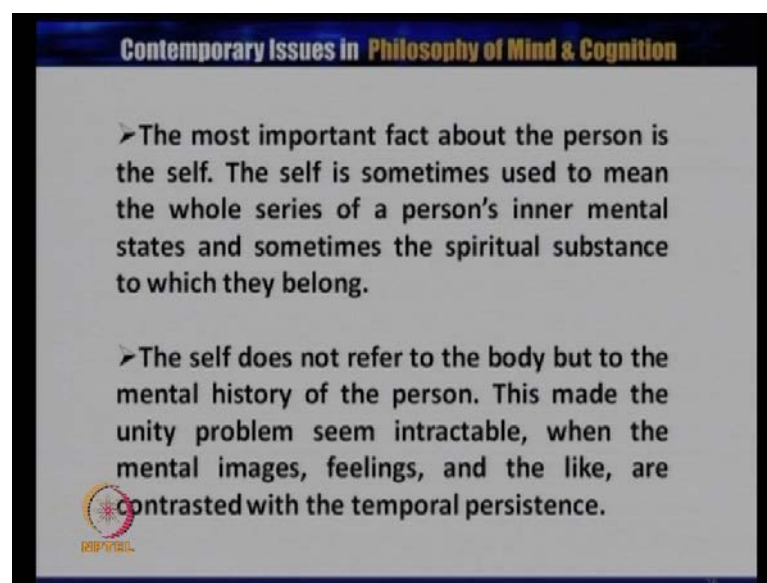 Contemporary Issues in Philosophy of Mind & Cognition
➢The most important fact about the person is
the self. The self is sometimes used to mean
the whole series of a person's inner mental
states and sometimes the spiritual substance
to which they belong.
➢The self does not refer to the body but to the
mental history of the person. This made the
unity problem seem intractable, when the
mental images, feelings, and the like, are
contrasted with the temporal persistence.
NPTEL